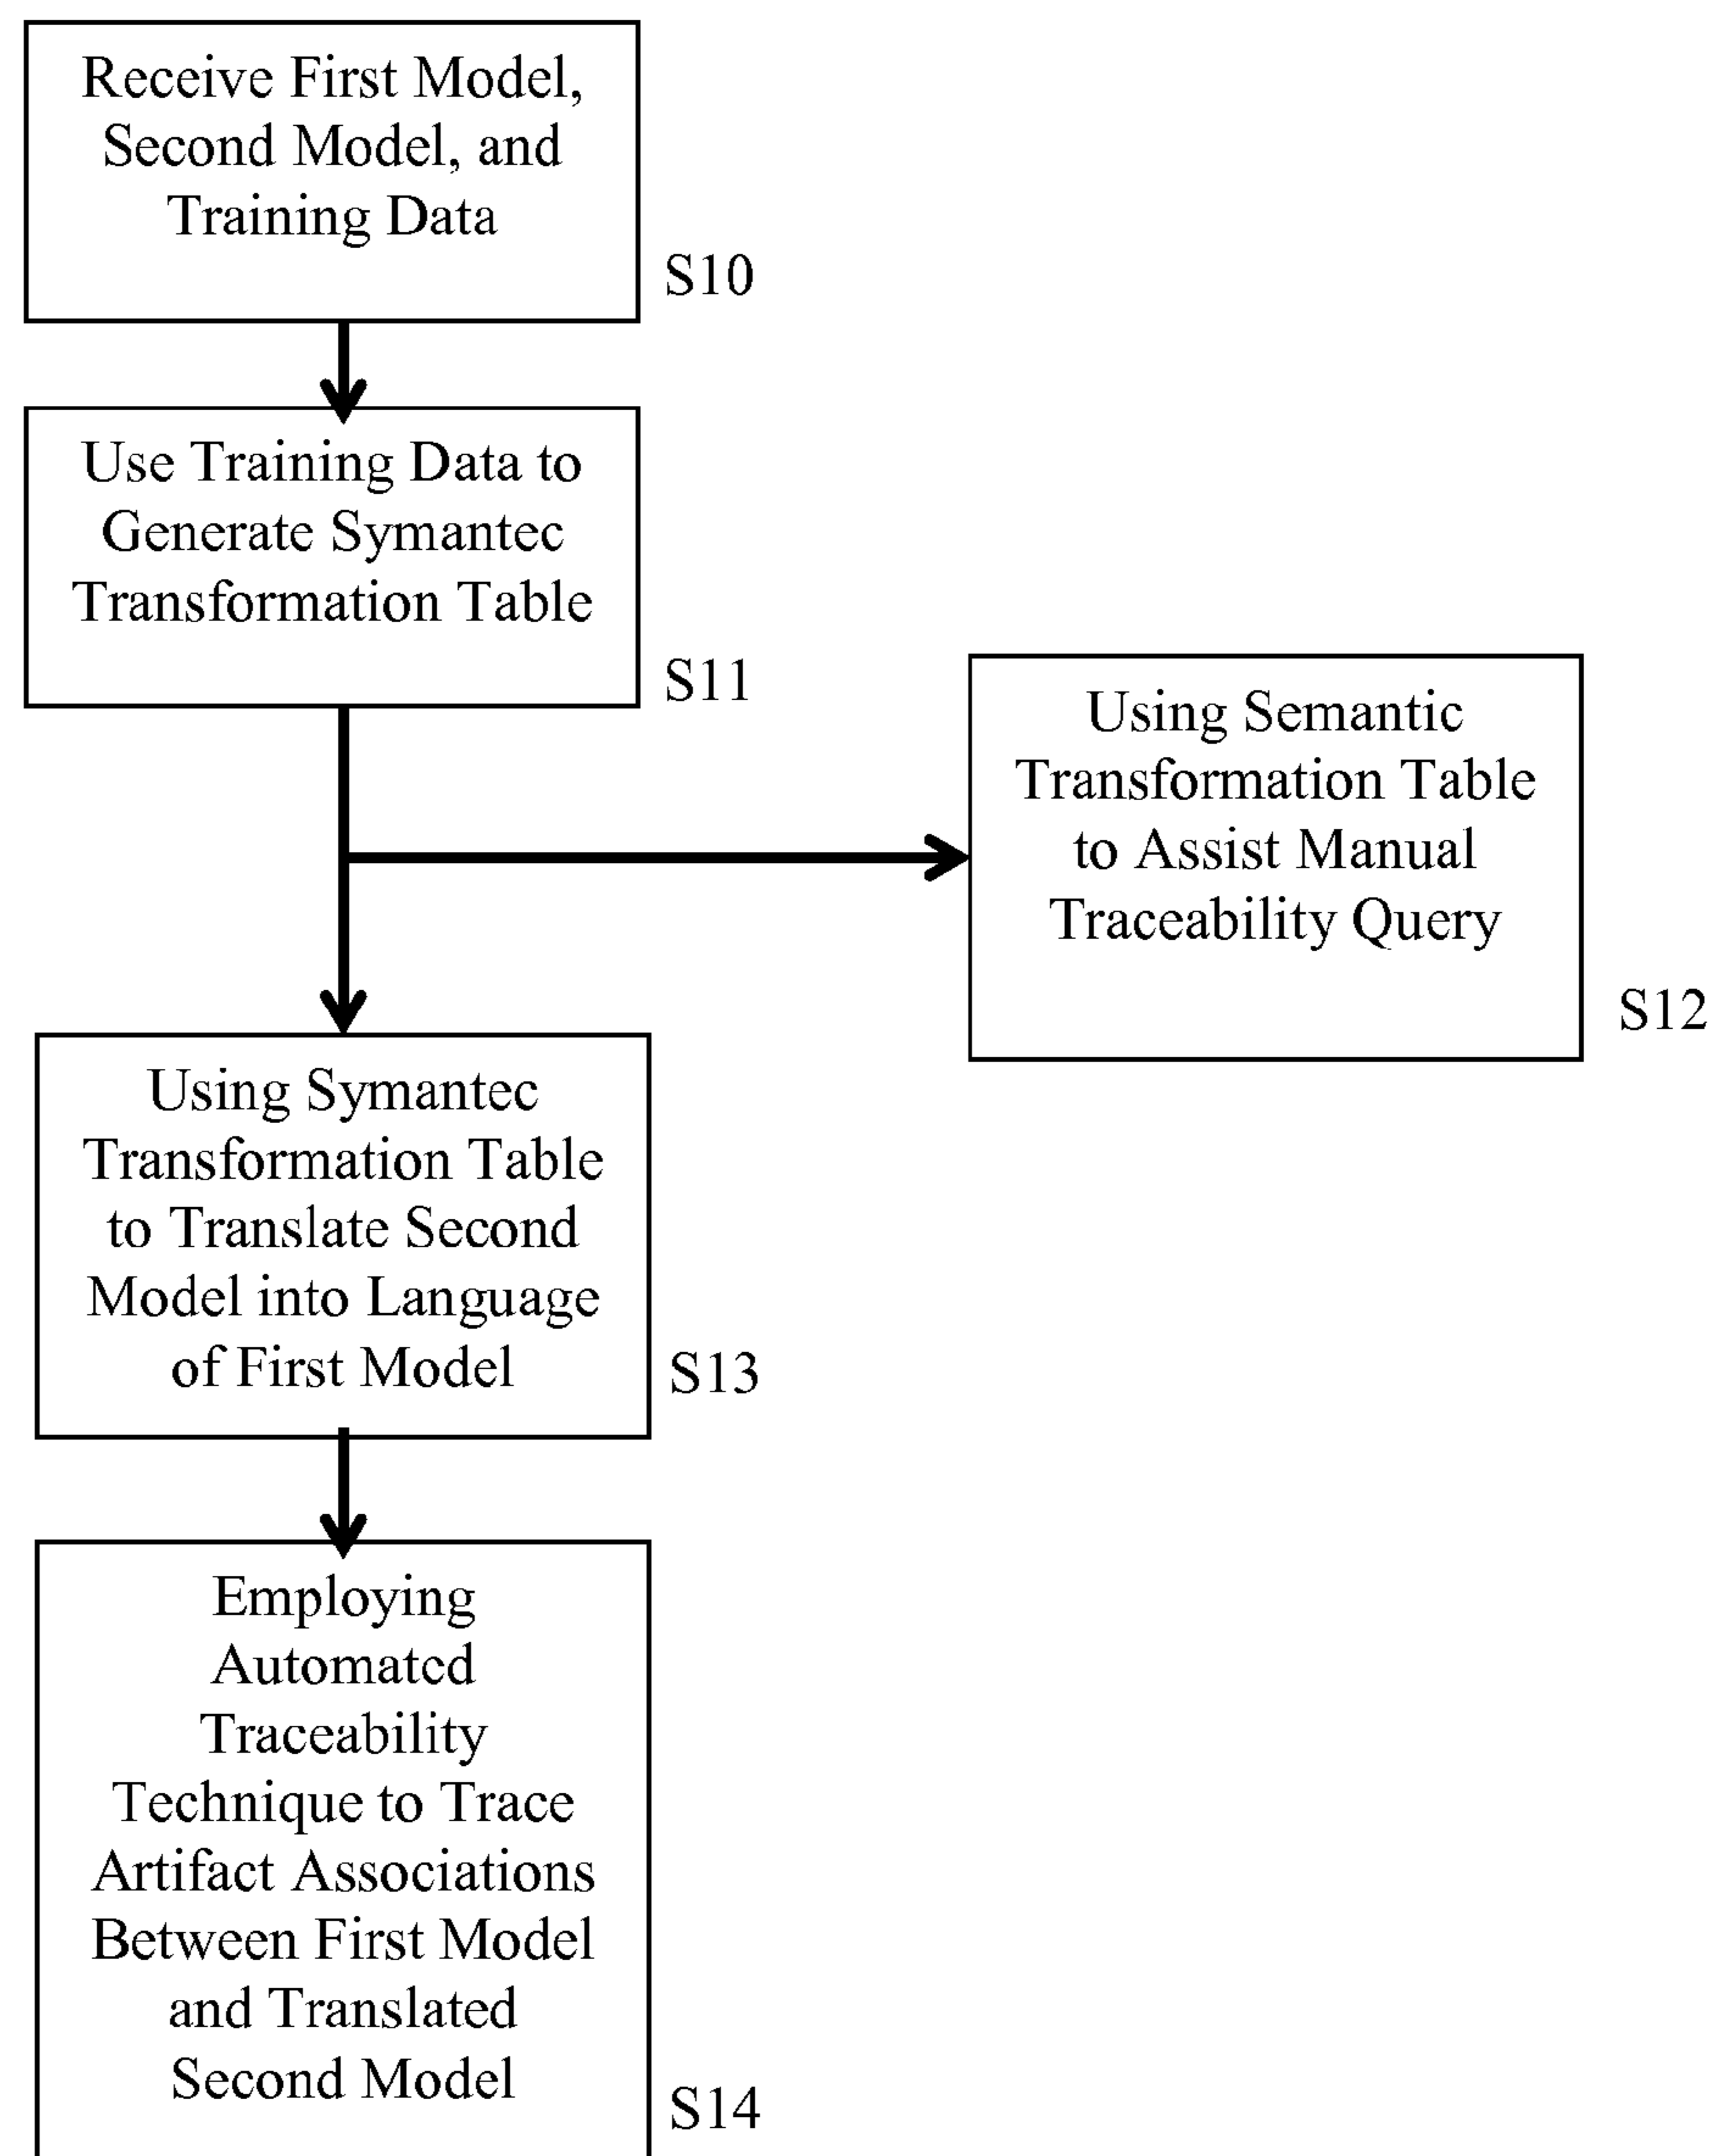 Receive First Model,
Second Model, and
Training Data
S10
Use Training Data to
Generate Symantec
Transformation Table
S11
Using Semantic
Transformation Table
to Assist Manual
Traceability Query
S12
Using Symantec
Transformation Table
to Translate Second
Model into Language
of First Model
S13
Employing
Automated
Traceability
Technique to Trace
Artifact Associations
Between First Model
and Translated
Second Model
S14